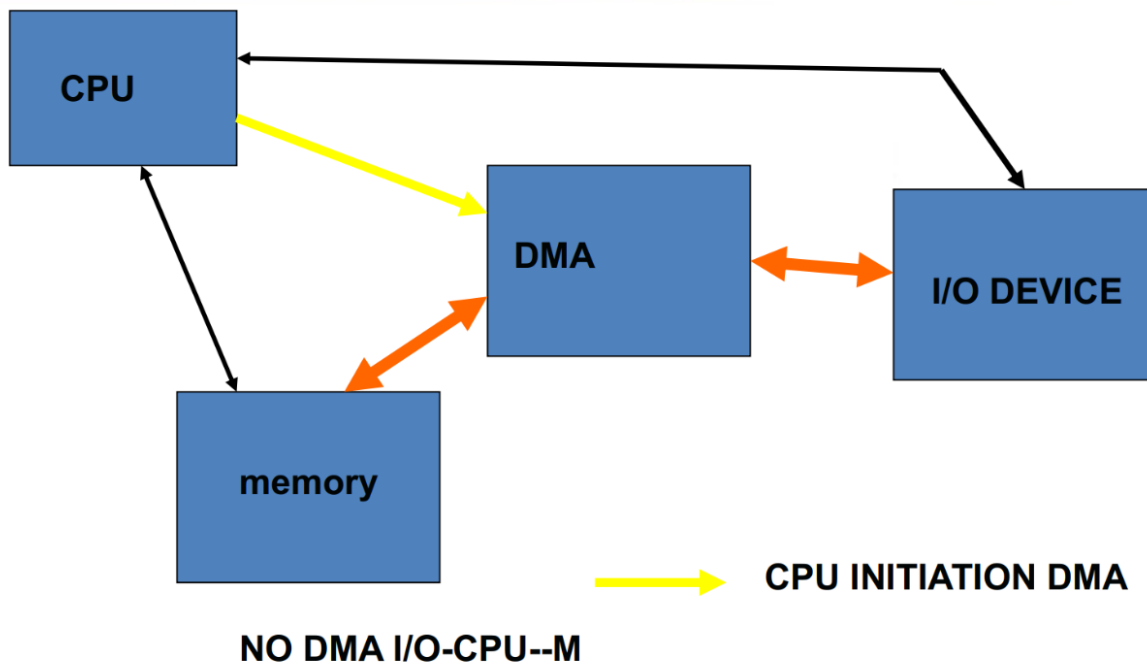 CPU
DMA
I/O DEVICE
memory
CPU INITIATION DMA
NO DMA I/O-CPU--M